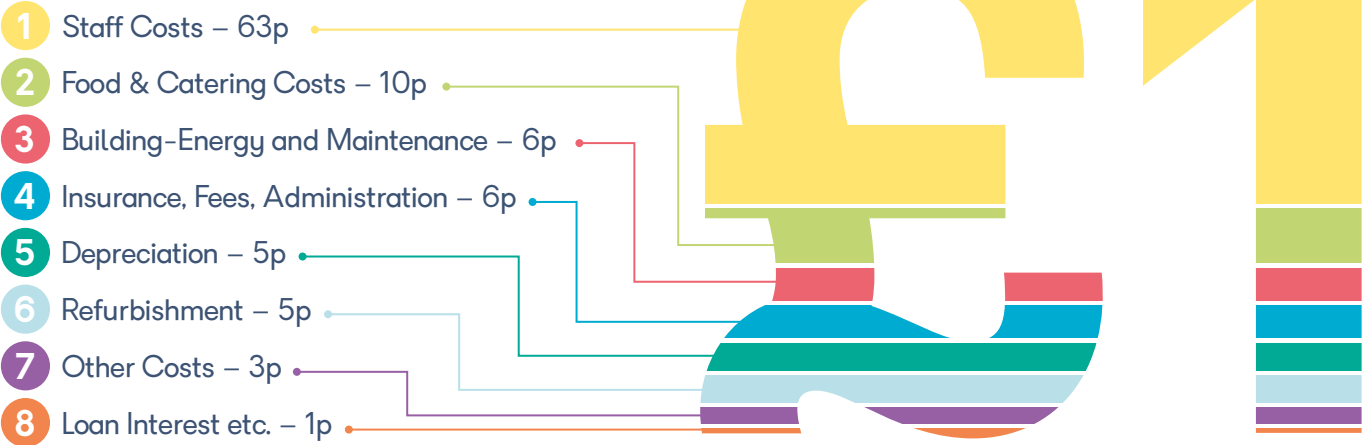 1 Staff Costs – 63p
2 Food & Catering Costs – 10p
3 Building-Energy and Maintenance – 6p
4 Insurance, Fees, Administration – 6p
5 Depreciation – 5p
6 Refurbishment – 5p
7 Other Costs – 3p
8 Loan Interest etc. – 1p
£1